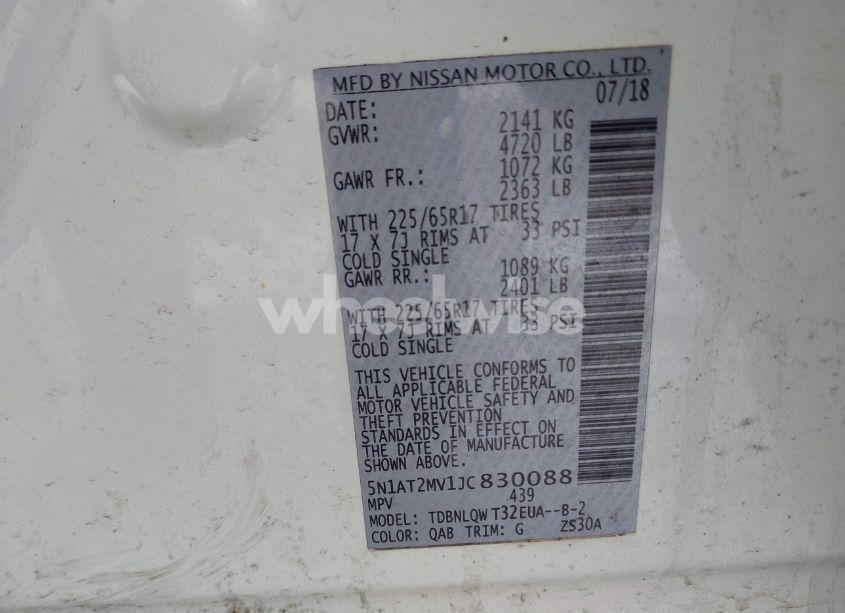 MFD BY NISSAN MOTOR CO., LTD.
DATE: 07/18
GVWR: 2141 KG
4720 LB
GAWR FR.: 1072 KG
2363 LB
WITH 225/65R17 TIRES
17 X 7J RIMS AT 33 PSI
COLD SINGLE
GAWR RR.: 1089 KG
2401 LB
WITH 225/65R17 TIRES
17 X 7J RIMS AT 33 PSI
COLD SINGLE
THIS VEHICLE CONFORMS TO
ALL APPLICABLE FEDERAL
MOTOR VEHICLE SAFETY AND
THEFT PREVENTION
STANDARDS IN EFFECT ON
THE DATE OF MANUFACTURE
SHOWN ABOVE.
5N1AT2MV1JC830088
MPV 439
MODEL: TDBNLQW T32EUA--B-2
COLOR: QAB TRIM: G ZS30A